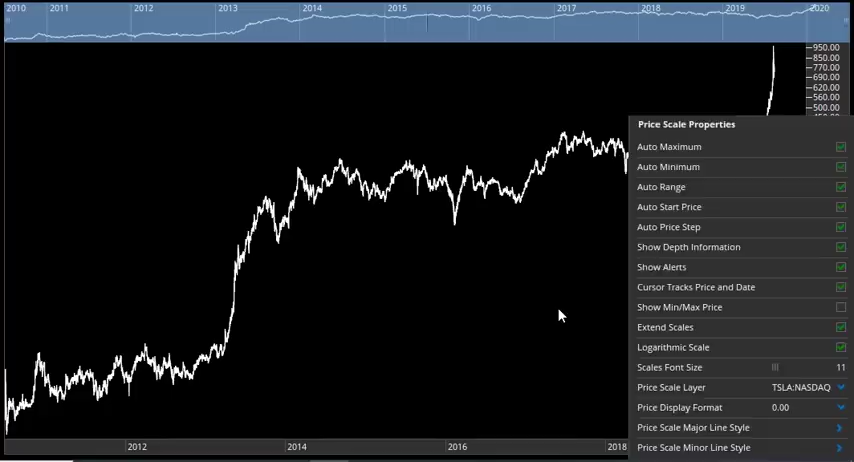 2010 2011 2012 2013 2014 2015 2016 2017 2018 2019 2020
950.00
850.00
770.00
690.00
620.00
560.00
500.00
Price Scale Properties
Auto Maximum
Auto Minimum
Auto Range
Auto Start Price
Auto Price Step
Show Depth Information
Show Alerts
Cursor Tracks Price and Date
Show Min/Max Price
Extend Scales
Logarithmic Scale
Scales Font Size 11
Price Scale Layer TSLA:NASDAQ
Price Display Format 0.00
Price Scale Major Line Style
Price Scale Minor Line Style
2012 2014 2016 2018